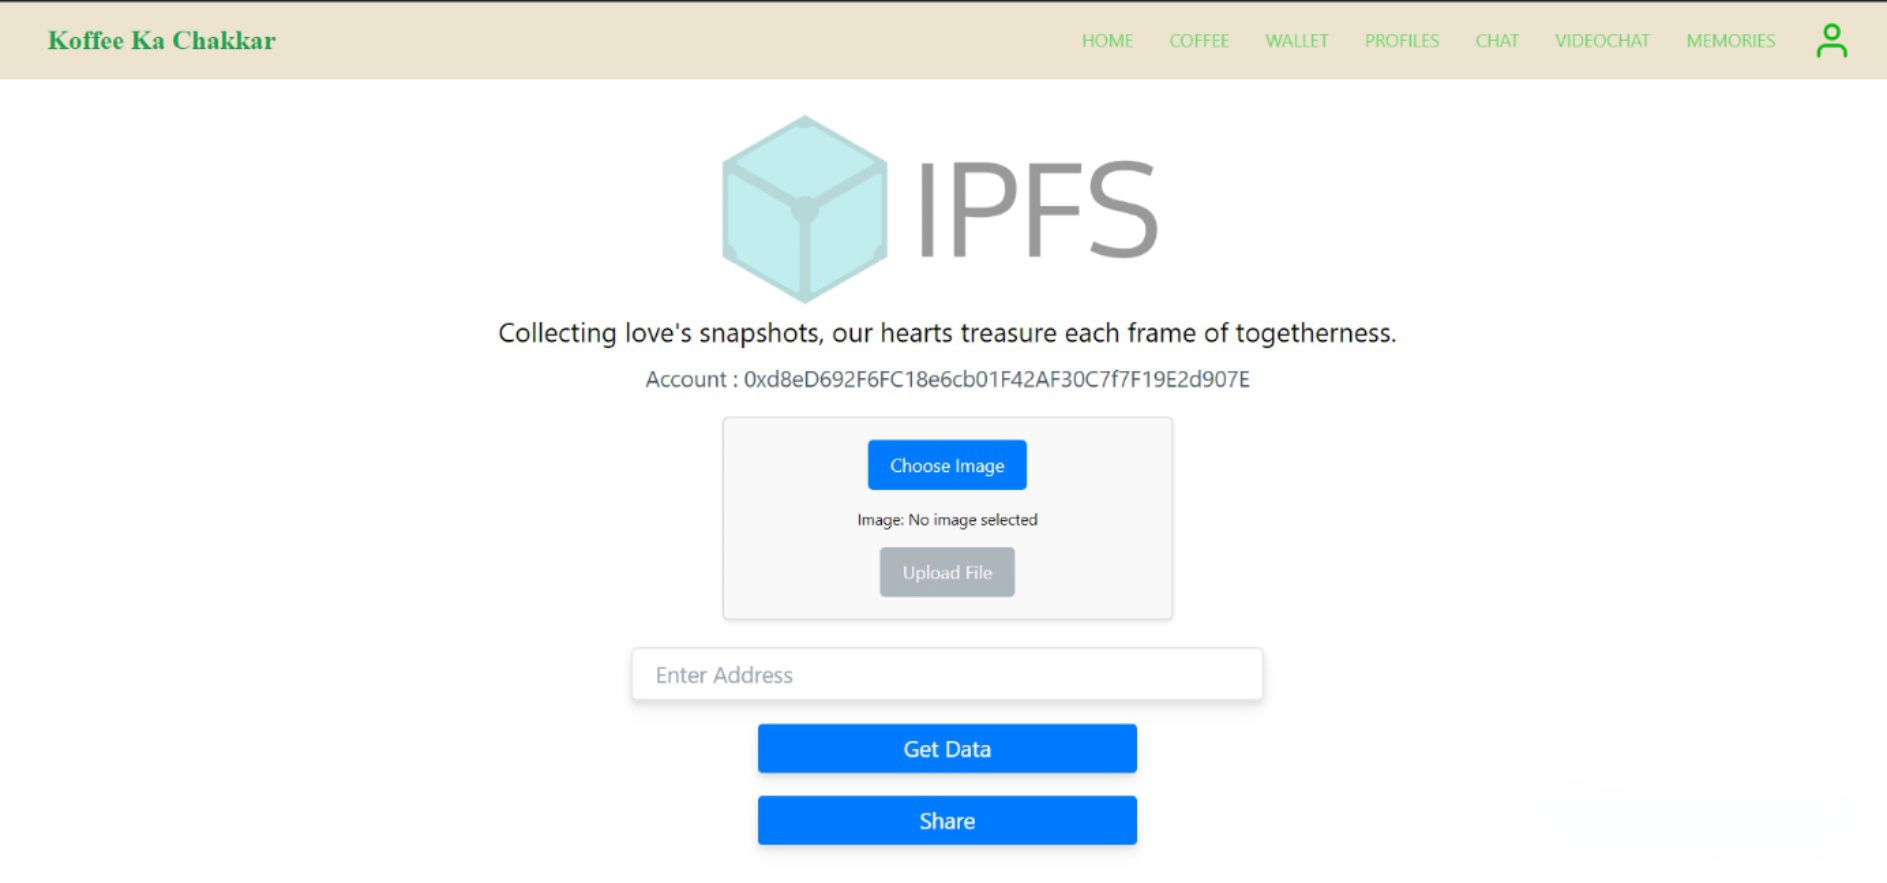 Koffee Ka Chakkar
HOME COFFEE WALLET PROFILES CHAT VIDEOCHAT MEMORIES
IPFS
Collecting love's snapshots, our hearts treasure each frame of togetherness.
Account : 0xd8eD692F6FC18e6cb01F42AF30C7f7F19E2d907E
Choose Image
Image: No image selected
Upload File
Enter Address
Get Data
Share